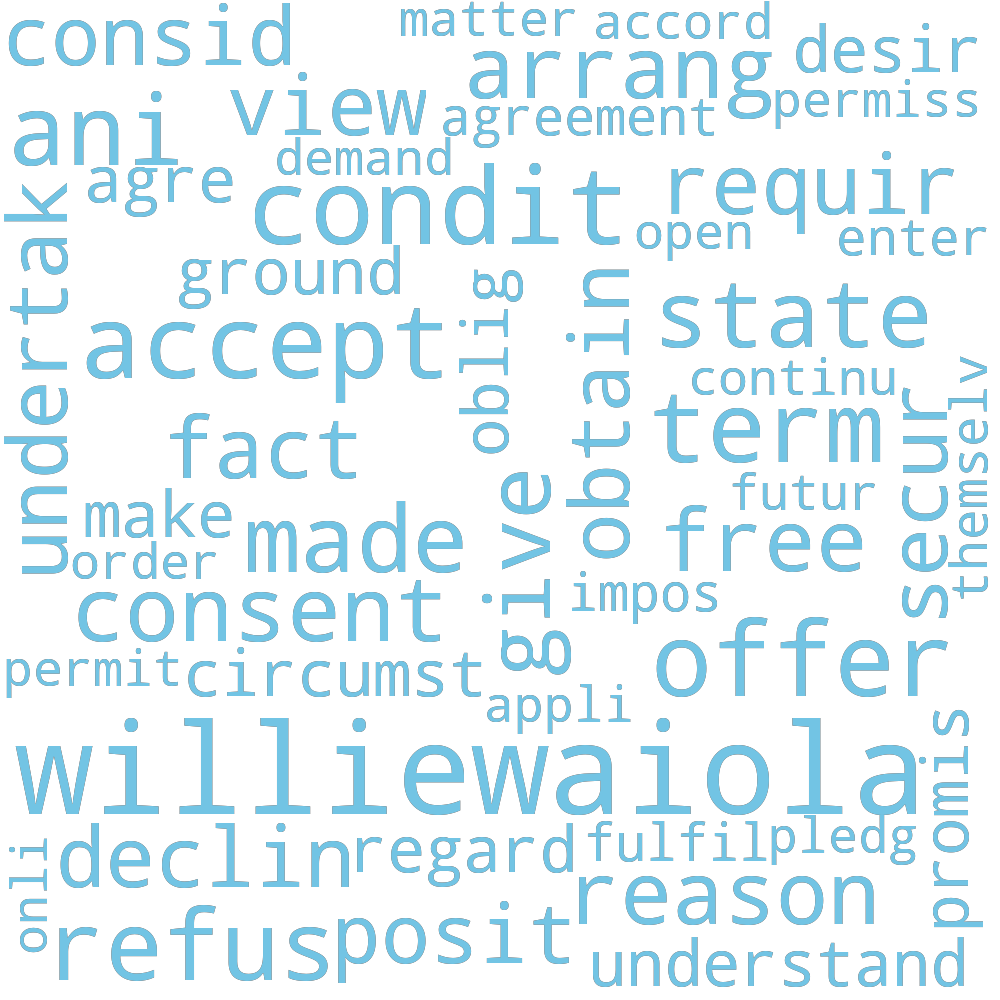 matter
accord
consid
arrang
desir
view
permiss
ani
agreement
demand
agre
condit
requir
open
enter
undertak
ground
oblig
obtain
state
accept
continu
themselv
term
secur
fact
give
futur
make
made
free
order
consent
impos
offer
permit
circumst
appli
williewaiola
promis
declin
regard
fulfil
pledg
onli
reason
refus
posit
understand